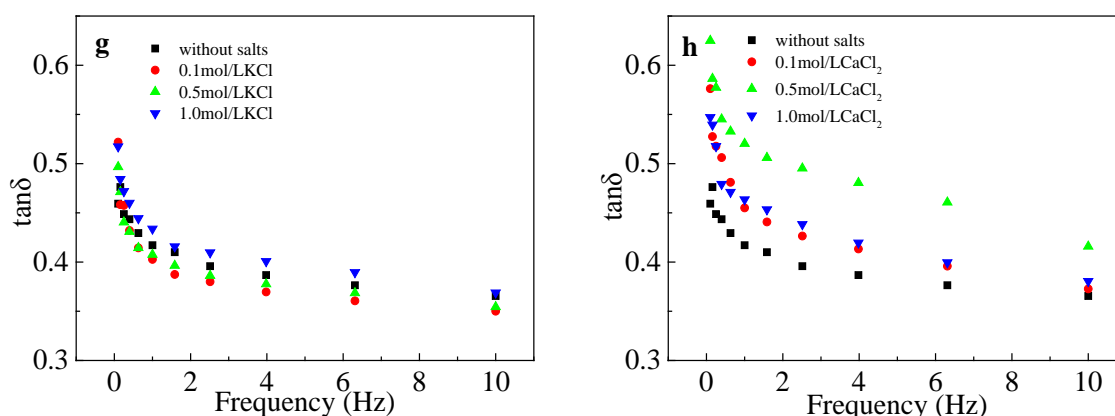 g
without salts
0.1mol/LKCl
0.5mol/LKCl
1.0mol/LKCl
0.6
0.5
0.4
0.3
tanδ
0 2 4 6 8 10
Frequency (Hz)
h
without salts
0.1mol/LCaCl₂
0.5mol/LCaCl₂
1.0mol/LCaCl₂
0.6
0.5
0.4
0.3
tanδ
0 2 4 6 8 10
Frequency (Hz)